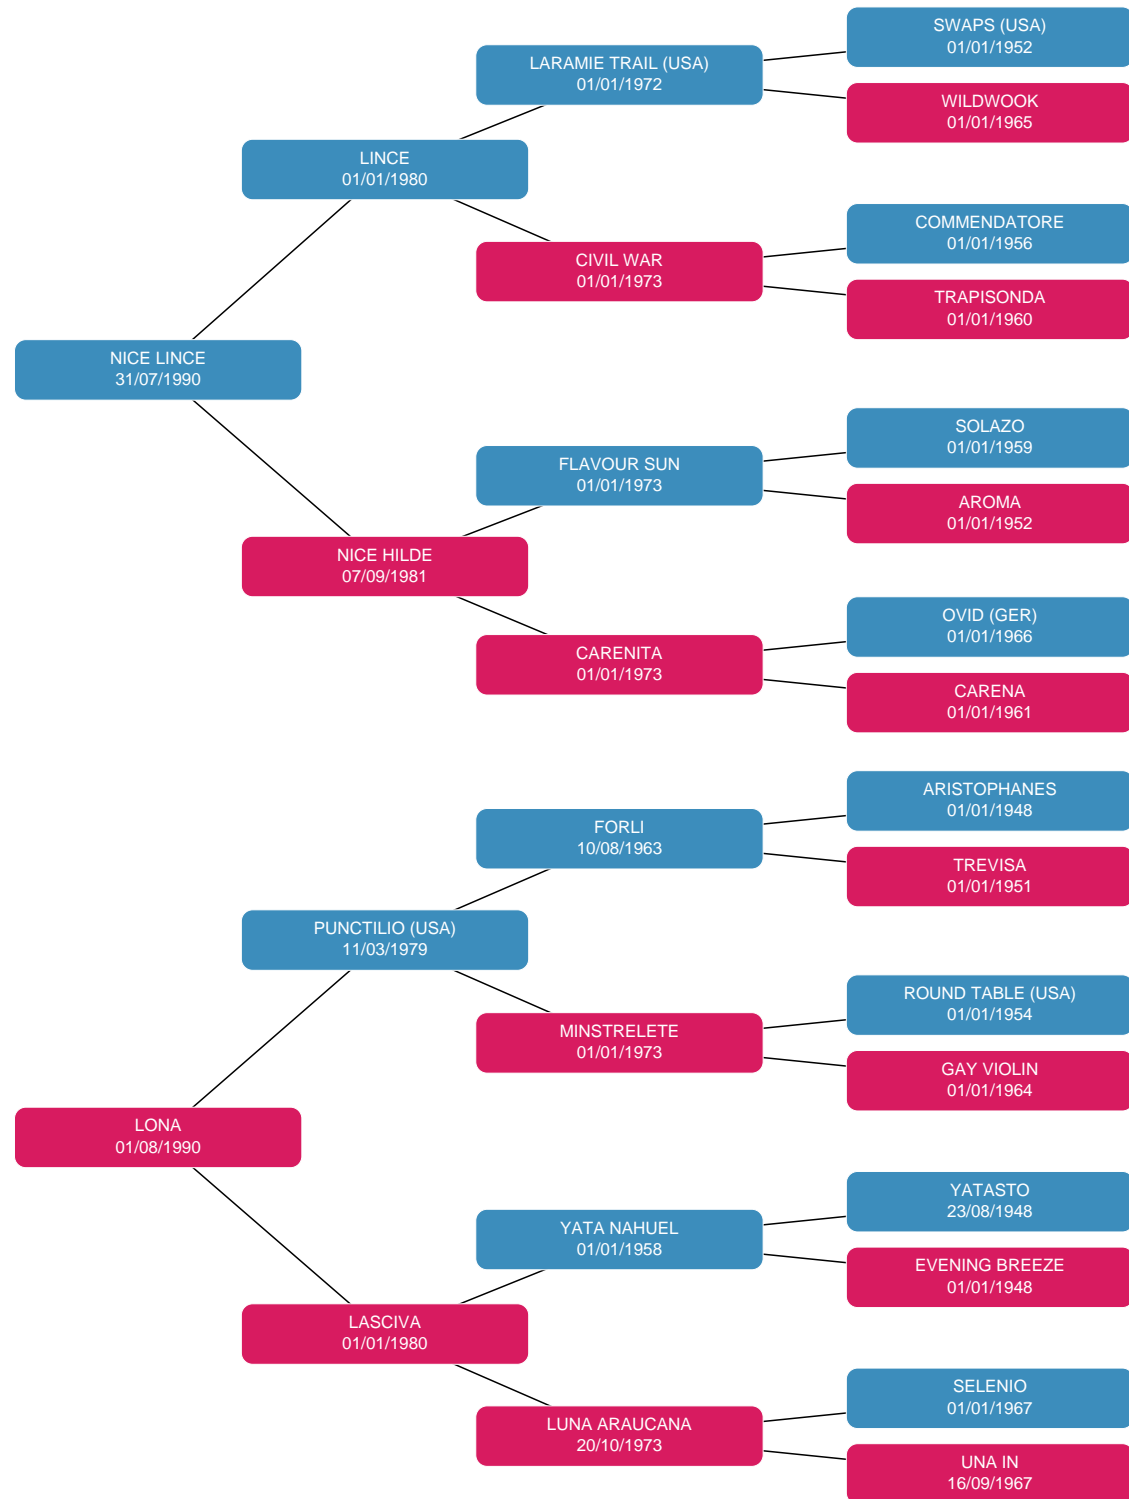 SWAPS (USA)
01/01/1952
LARAMIE TRAIL (USA)
01/01/1972
WILDWOOK
01/01/1965
LINCE
01/01/1980
COMMENDATORE
01/01/1956
CIVIL WAR
01/01/1973
TRAPISONDA
01/01/1960
NICE LINCE
31/07/1990
SOLAZO
01/01/1959
FLAVOUR SUN
01/01/1973
AROMA
01/01/1952
NICE HILDE
07/09/1981
OVID (GER)
01/01/1966
CARENITA
01/01/1973
CARENA
01/01/1961
ARISTOPHANES
01/01/1948
FORLI
10/08/1963
TREVISA
01/01/1951
PUNCTILIO (USA)
11/03/1979
ROUND TABLE (USA)
01/01/1954
MINSTRELETE
01/01/1973
GAY VIOLIN
01/01/1964
LONA
01/08/1990
YATASTO
23/08/1948
YATA NAHUEL
01/01/1958
EVENING BREEZE
01/01/1948
LASCIVA
01/01/1980
SELENIO
01/01/1967
LUNA ARAUCANA
20/10/1973
UNA IN
16/09/1967